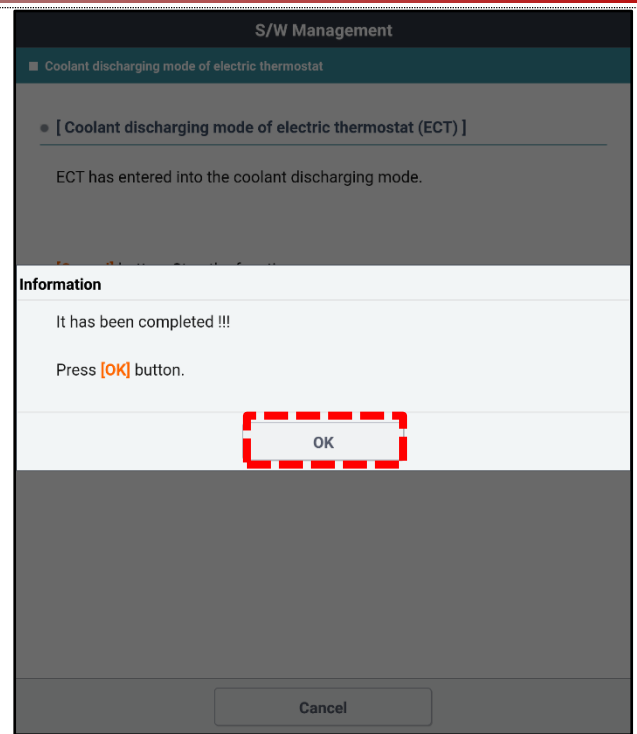 S/W Management
Coolant discharging mode of electric thermostat
[ Coolant discharging mode of electric thermostat (ECT) ]
ECT has entered into the coolant discharging mode.
Information
It has been completed !!!
Press [OK] button.
OK
Cancel